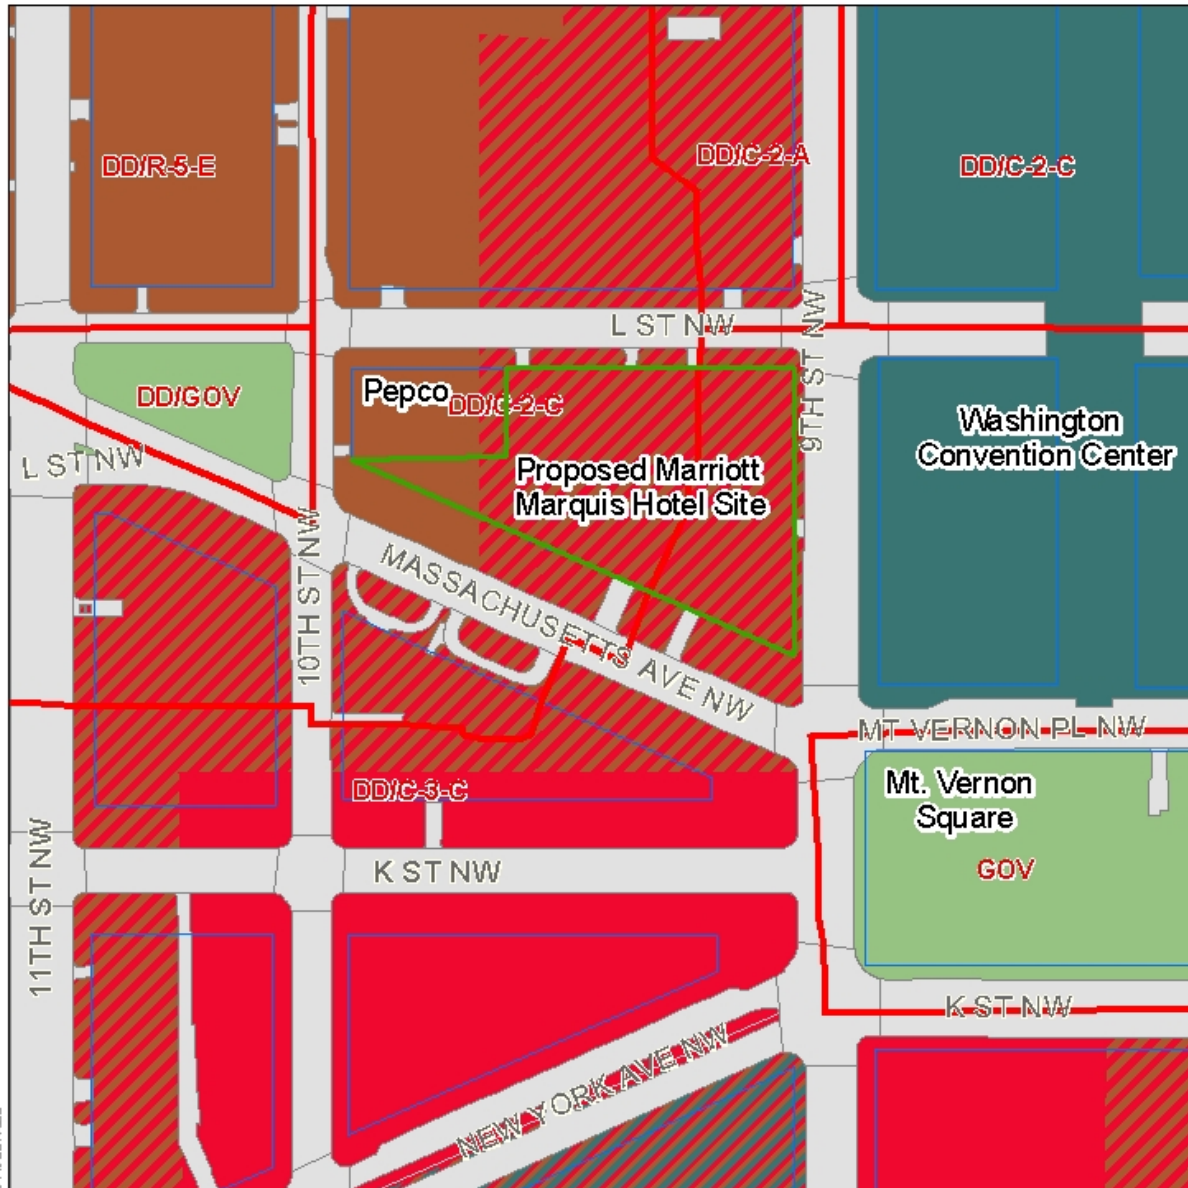 DD/R-5-E
DD/C-2-A
DD/C-2-C
L ST NW
9TH ST NW
DD/GOV
Pepco
DD/C-2-C
Washington
Convention Center
L ST NW
Proposed Marriott
Marquis Hotel Site
10TH ST NW
MASSACHUSETTS AVE NW
MT VERNON PL NW
DD/C-3-C
Mt. Vernon
Square
GOV
K ST NW
11TH ST NW
K ST NW
NEW YORK AVE NW